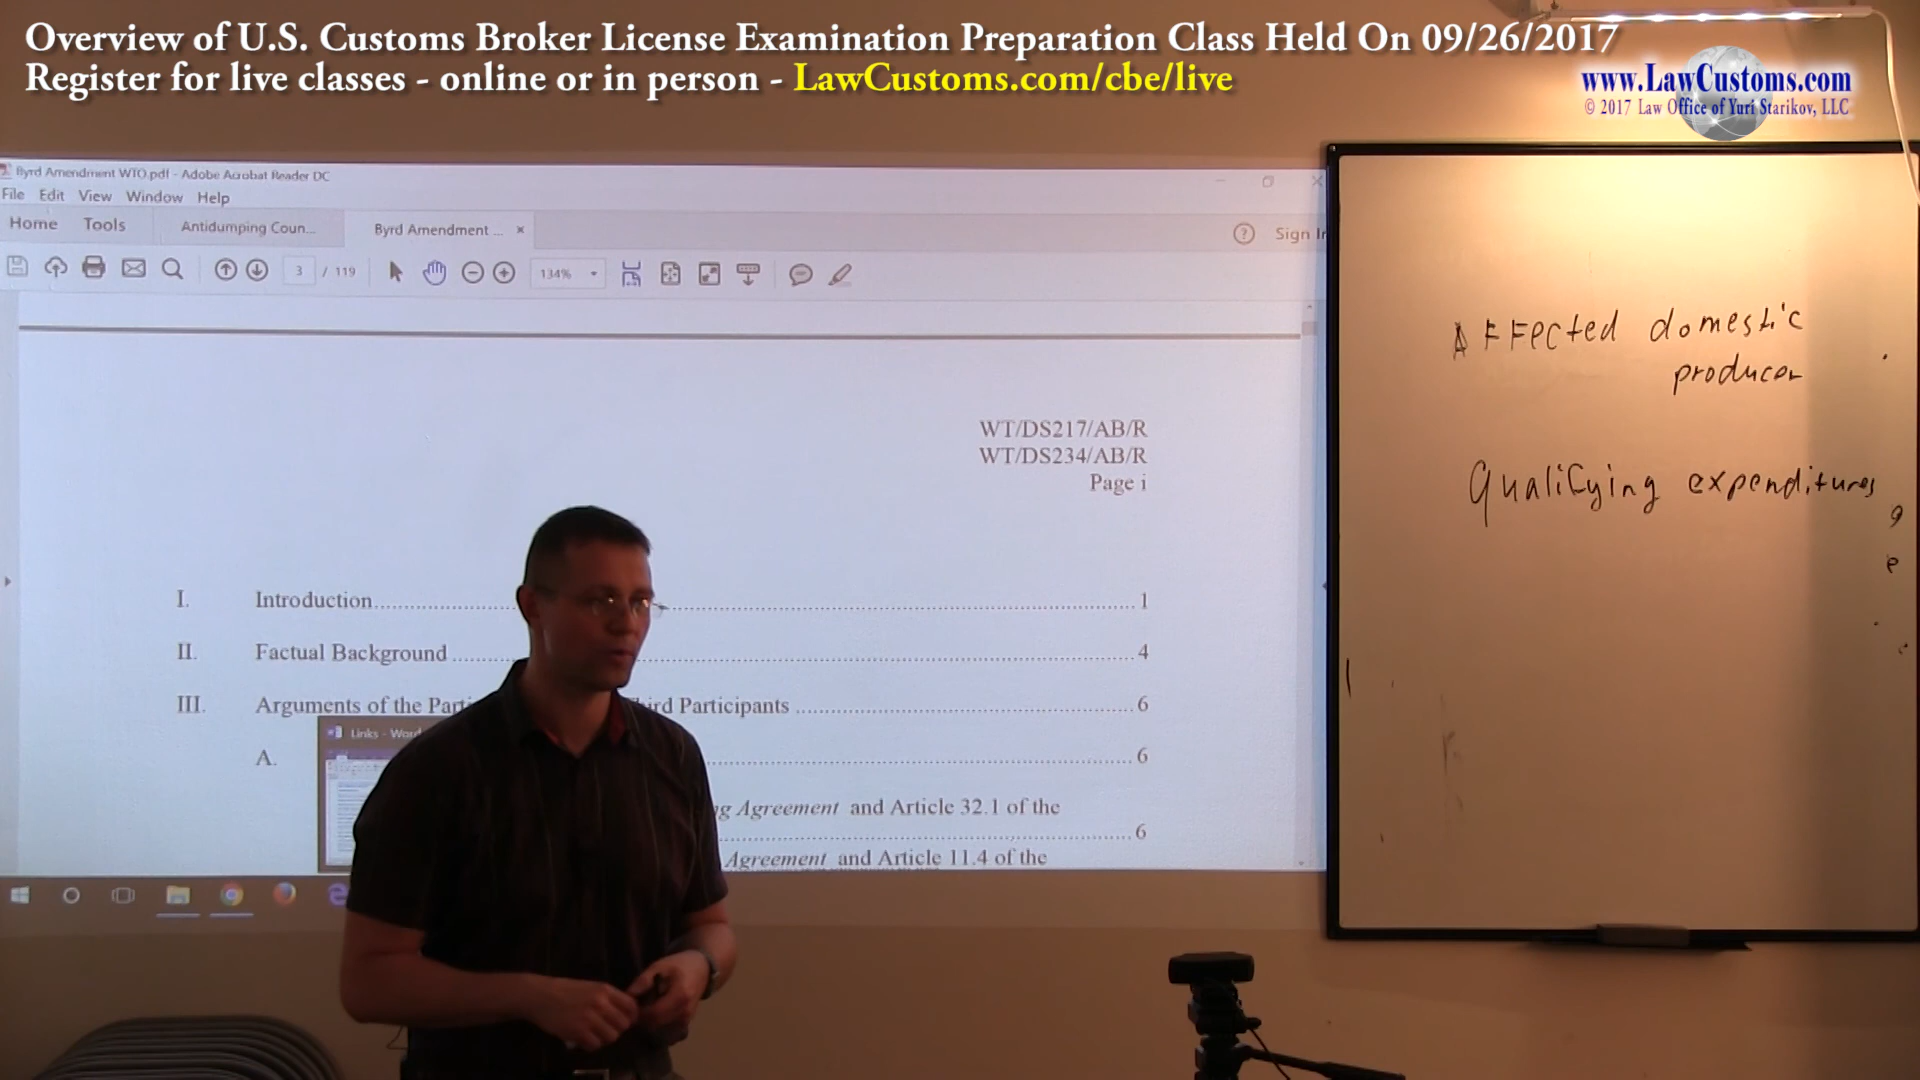 Overview of U.S. Customs Broker License Examination Preparation Class Held On 09/26/2017
Register for live classes - online or in person - LawCustoms.com/cbe/live
www.LawCustoms.com
© 2017 Law Office of Yuri Starikov, LLC
Byrd Amendment WTO.pdf - Adobe Acrobat Reader DC
File Edit View Window Help
Home Tools Antidumping Coun... Byrd Amendment ... × ? Sign In
3 / 119 134%
WT/DS217/AB/R
WT/DS234/AB/R
Page i
I. Introduction 1
II. Factual Background 4
III. Arguments of the Third Participants 6
Links - Word
A. 6
Agreement and Article 32.1 of the
6
Agreement and Article 11.4 of the
Affected domestic
producer
Qualifying expenditures